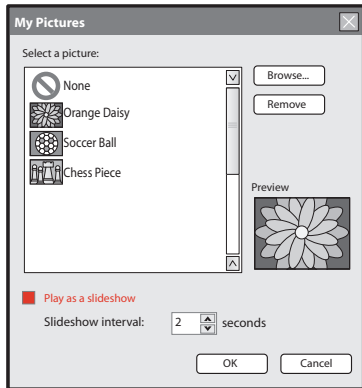 My Pictures
Select a picture:
None
Orange Daisy
Soccer Ball
Chess Piece
Browse...
Remove
Preview
Play as a slideshow
Slideshow interval: 2 seconds
OK Cancel